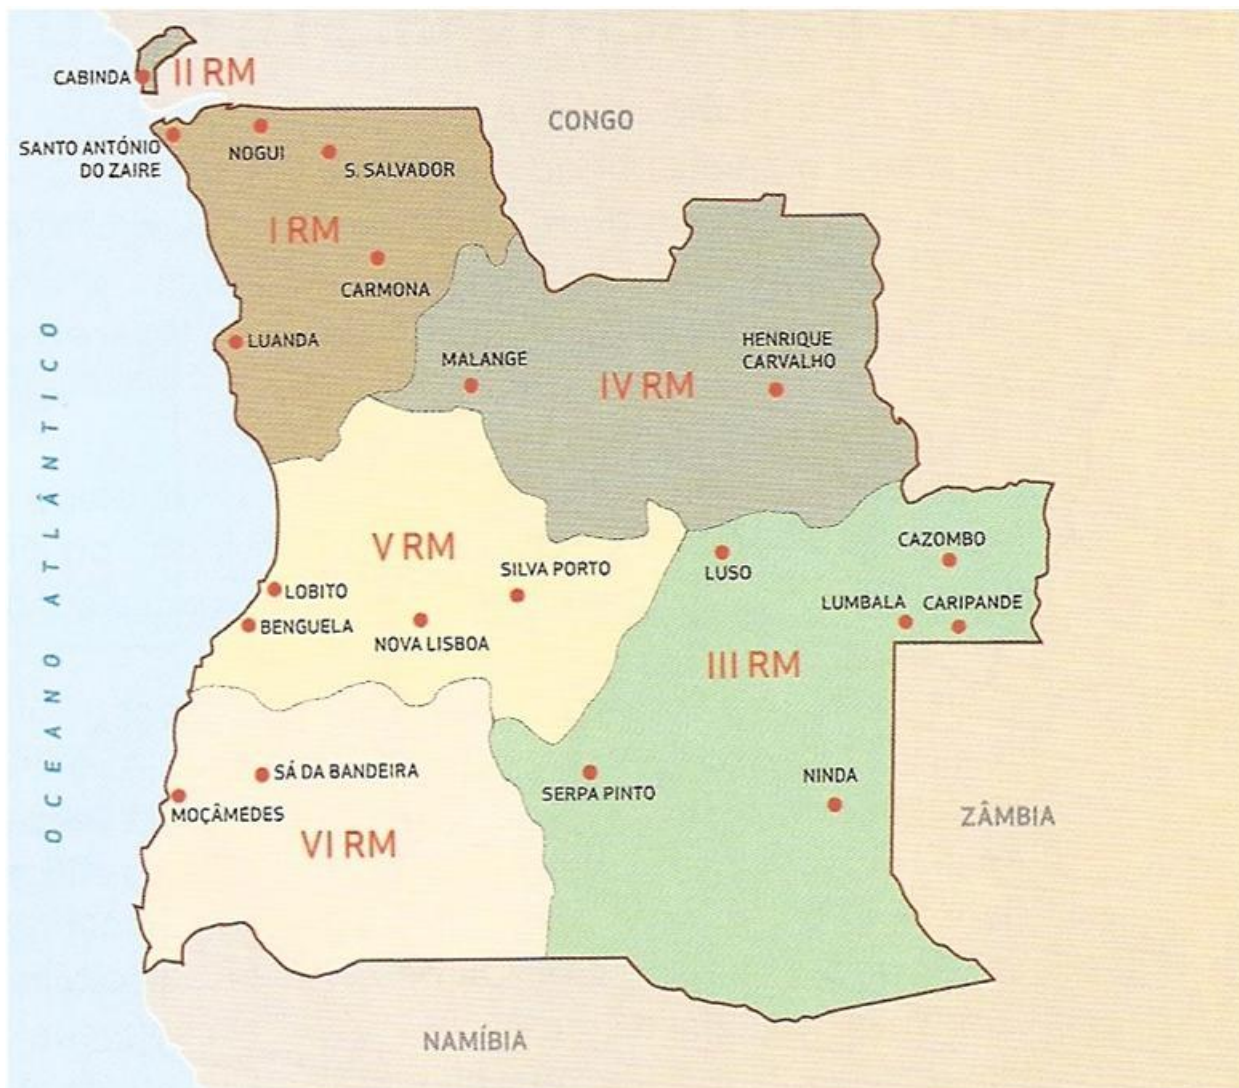 CABINDA
II RM
CONGO
SANTO ANTÓNIO
DO ZAIRE
NOGUI
S. SALVADOR
I RM
CARMONA
LUANDA
MALANGE
HENRIQUE
CARVALHO
IV RM
OCEANO ATLÂNTICO
V RM
SILVA PORTO
LOBITO
BENGUELA
NOVA LISBOA
LUSO
CAZOMBO
LUMBALA
CARIPANDE
III RM
SÁ DA BANDEIRA
MOÇÂMEDES
SERPA PINTO
NINDA
ZÂMBIA
VI RM
NAMÍBIA